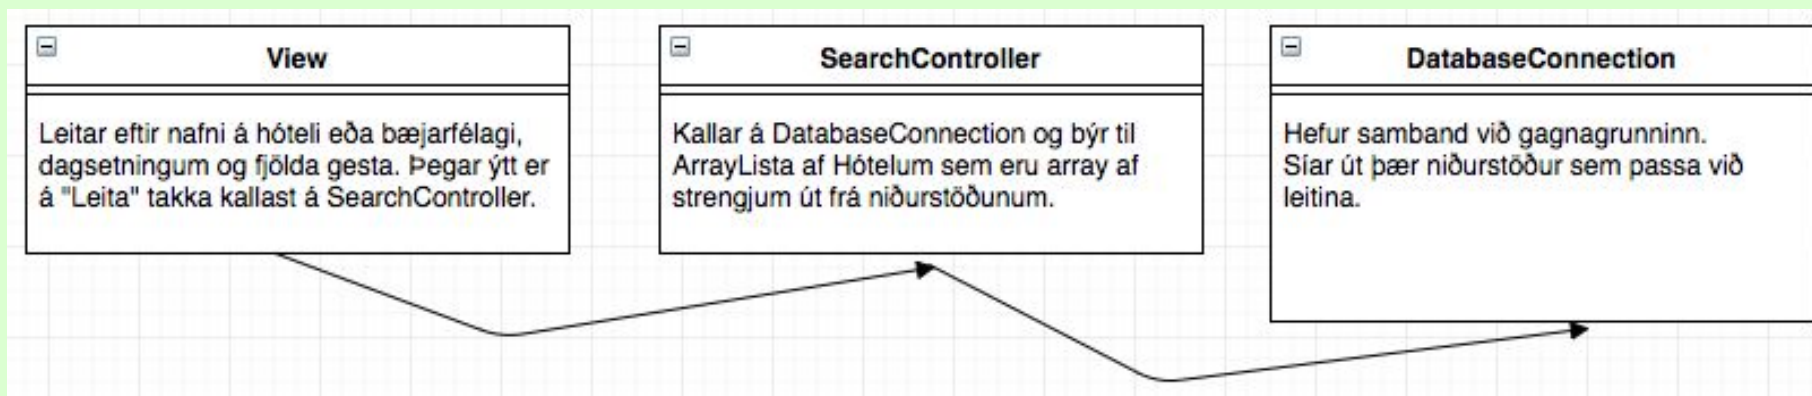 View
Leitar eftir nafni á hóteli eða bæjarfélagi,
dagsetningum og fjölda gesta. Þegar ýtt er
á "Leita" takka kallast á SearchController.
SearchController
Kallar á DatabaseConnection og býr til
ArrayLista af Hótelum sem eru array af
strengjum út frá niðurstöðunum.
DatabaseConnection
Hefur samband við gagnagrunninn.
Síar út þær niðurstöður sem passa við
leitina.